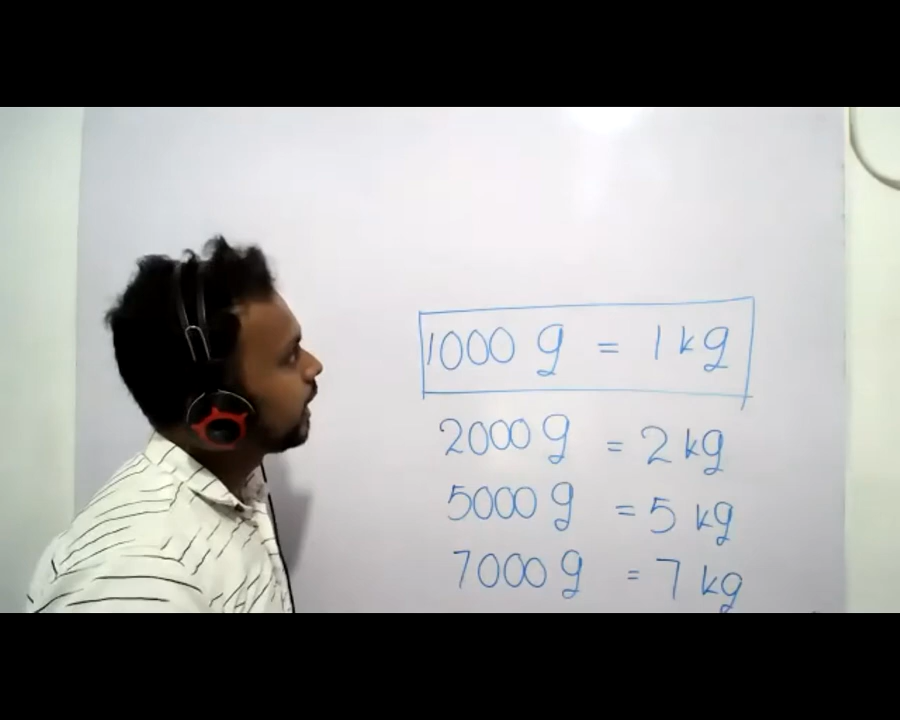 1000 g = 1 kg
2000 g = 2 kg
5000 g = 5 kg
7000 g = 7 kg